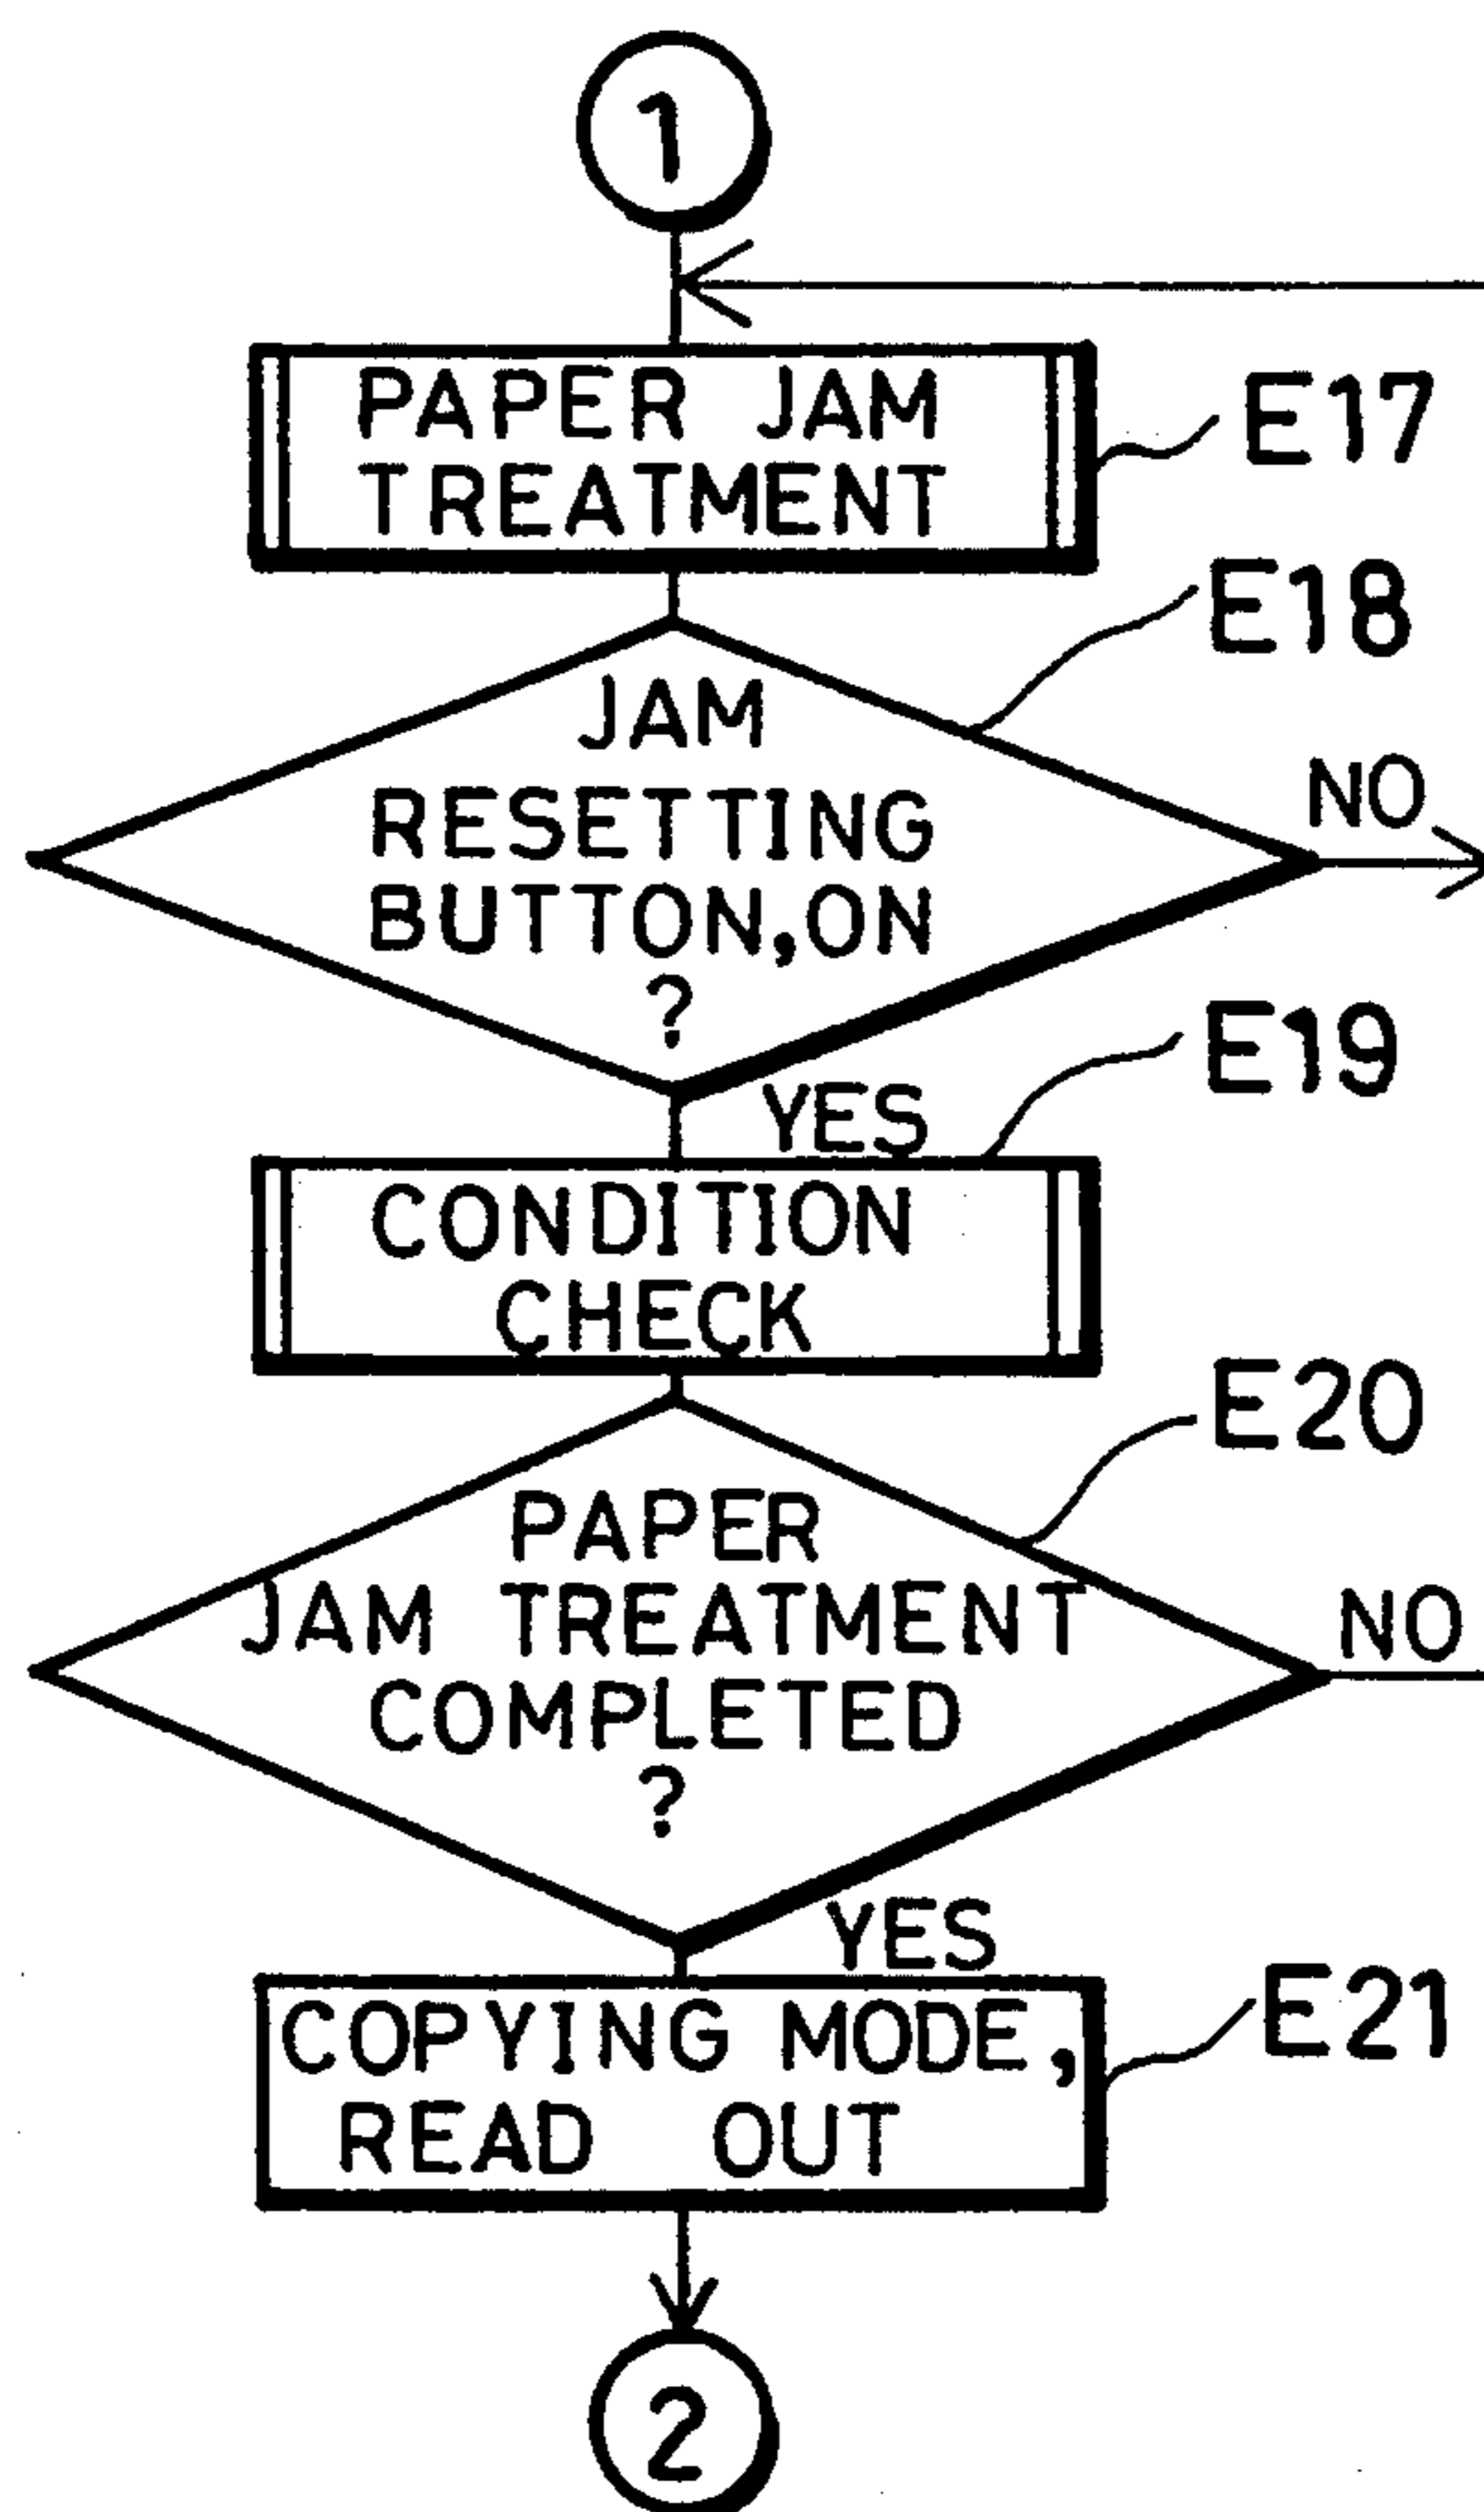 1
PAPER JAM
TREATMENT
E17
E18
JAM
RESETTING
BUTTON,ON
?
NO
YES
E19
CONDITION
CHECK
E20
PAPER
JAM TREATMENT
COMPLETED
?
NO
YES
COPYING MODE,
READ OUT
E21
2